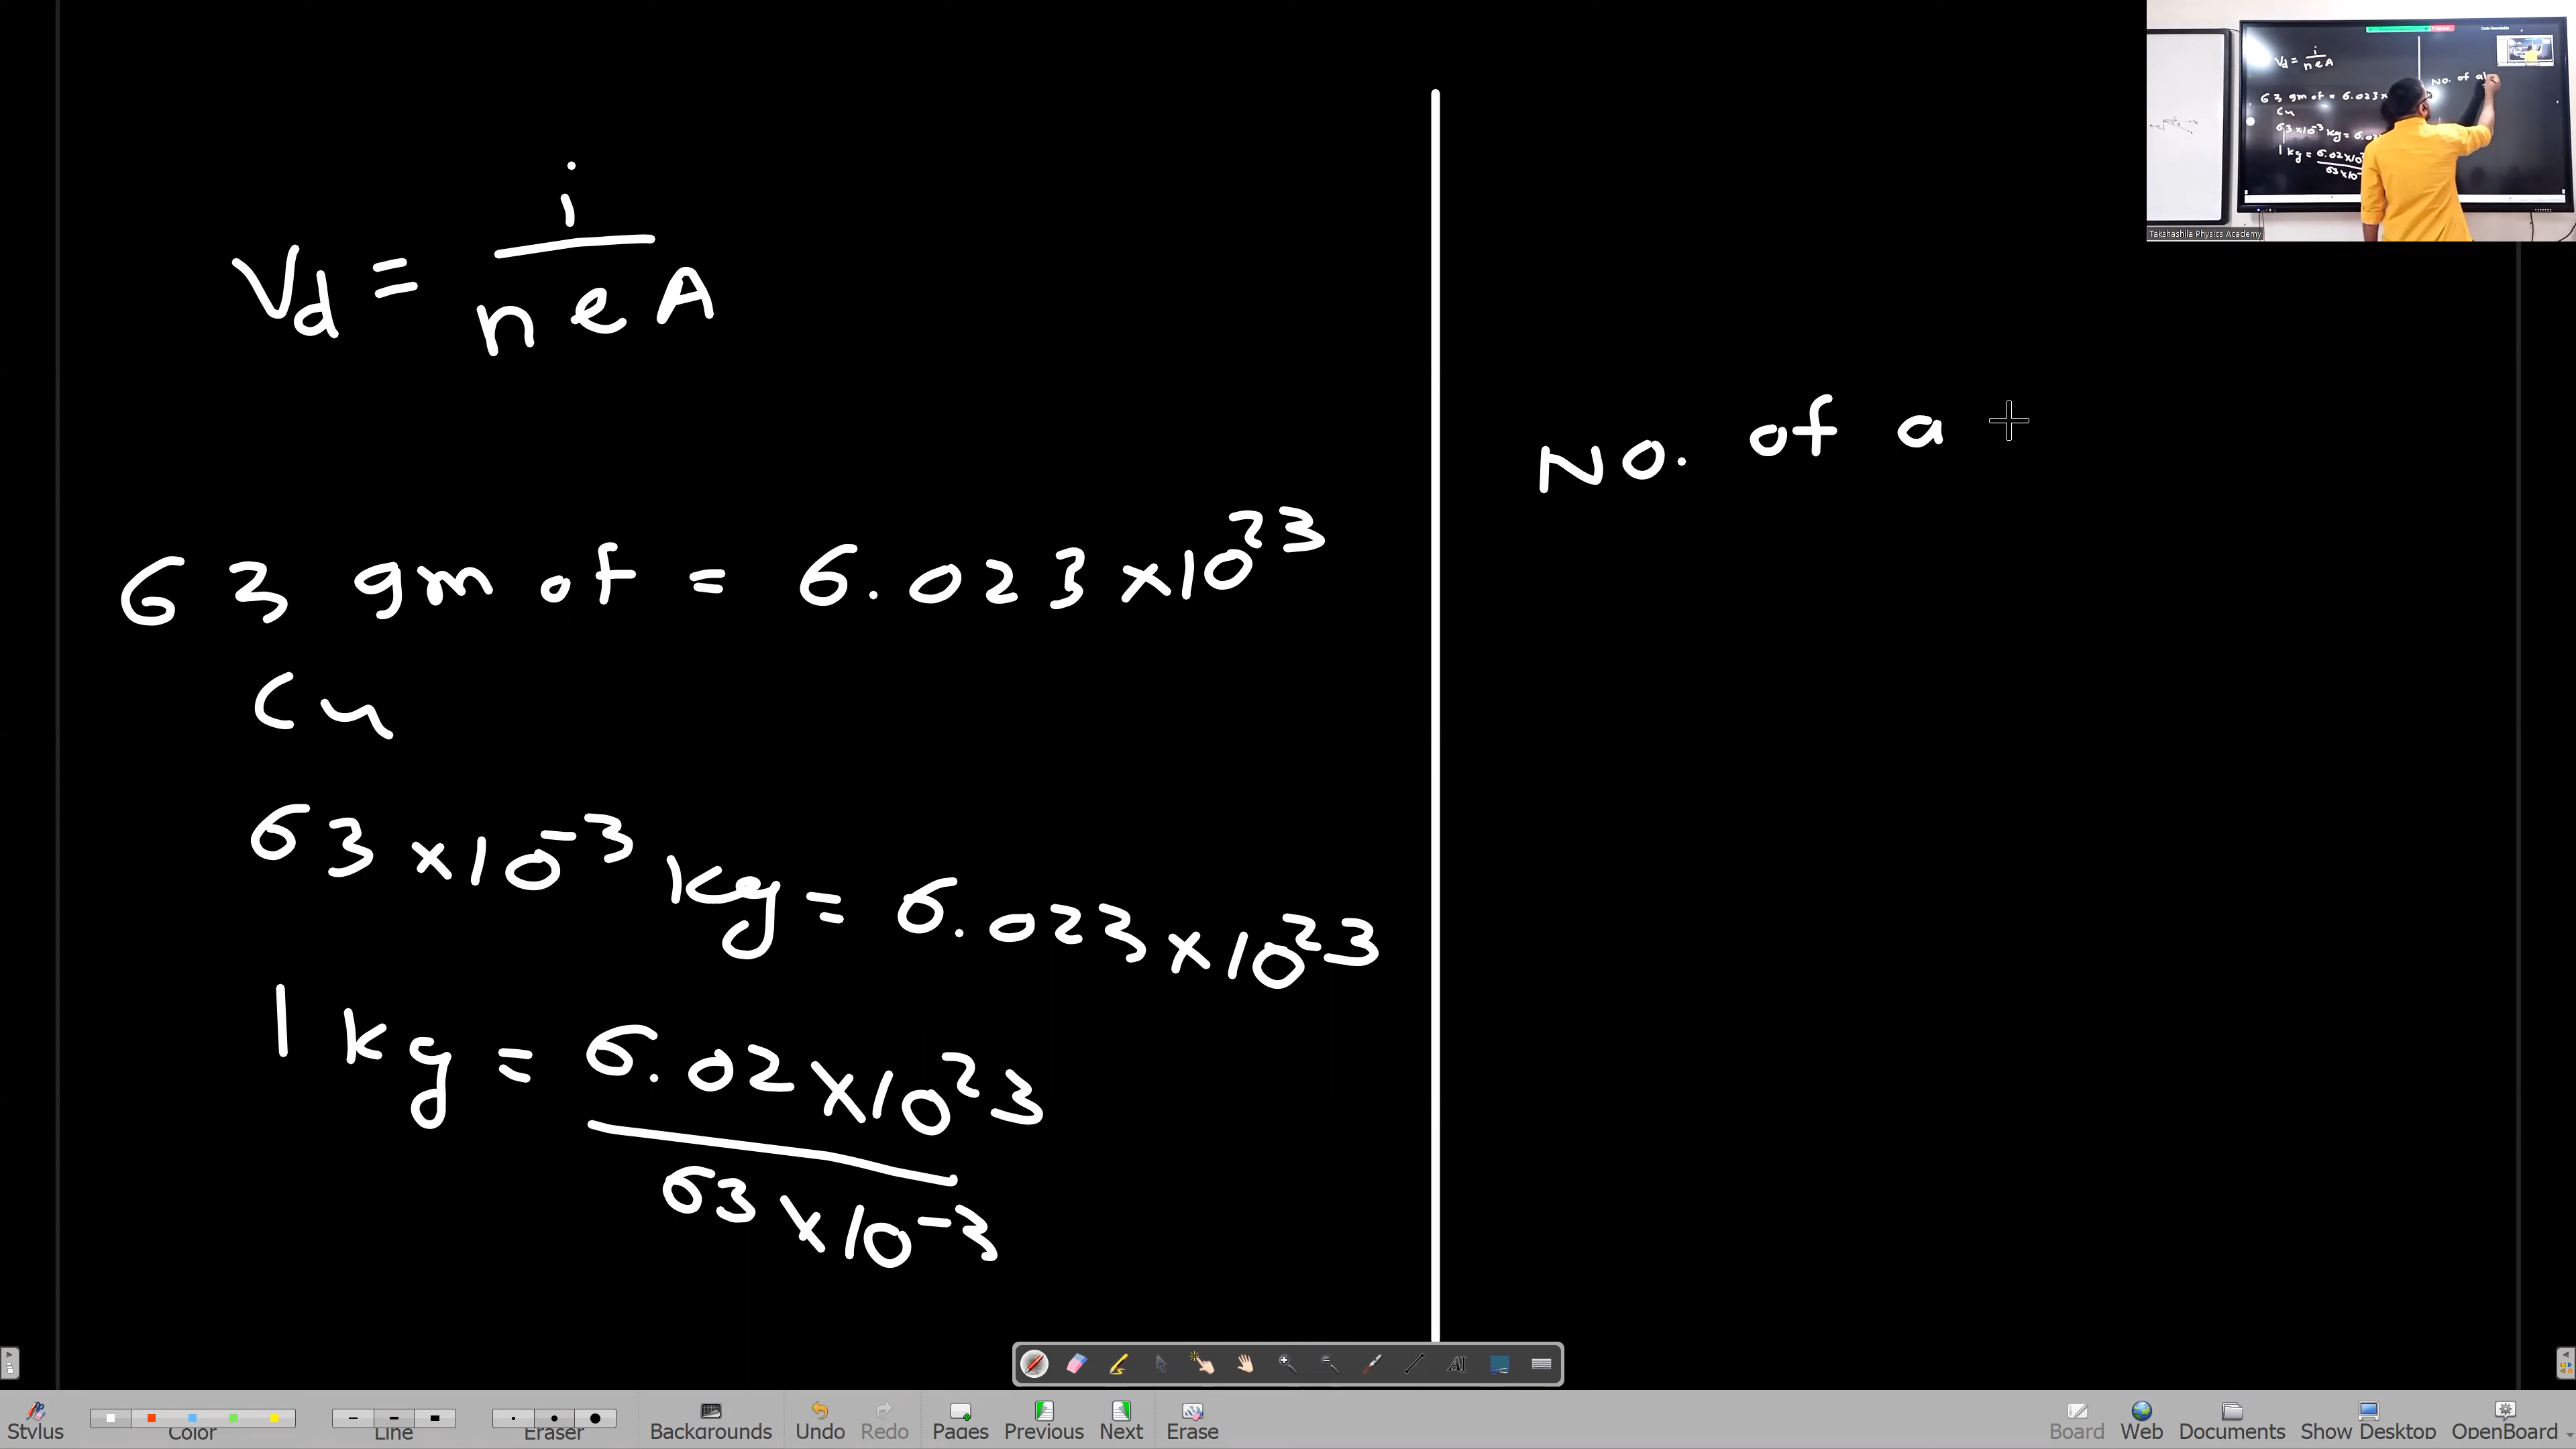 Vd = i / n e A
63 gm of = 6.023 × 10²³
Cu
63 × 10⁻³ kg = 6.023 × 10²³
1 kg = 6.02 × 10²³ / 63 × 10⁻³
No. of a
Takshashila Physics Academy
Stylus Color Line Eraser Backgrounds Undo Redo Pages Previous Next Erase Board Web Documents Show Desktop OpenBoard